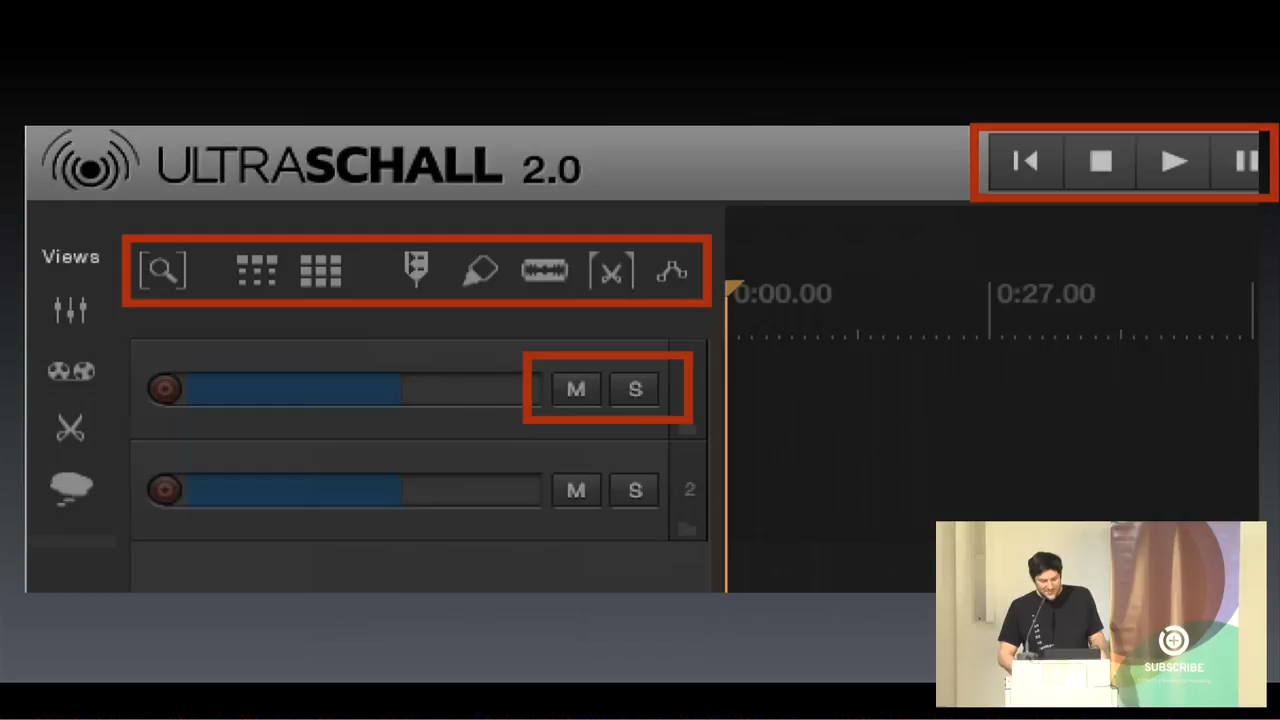 ULTRASCHALL 2.0
Views
0:00.00
0:27.00
M S
M S
2
SUBSCRIBE